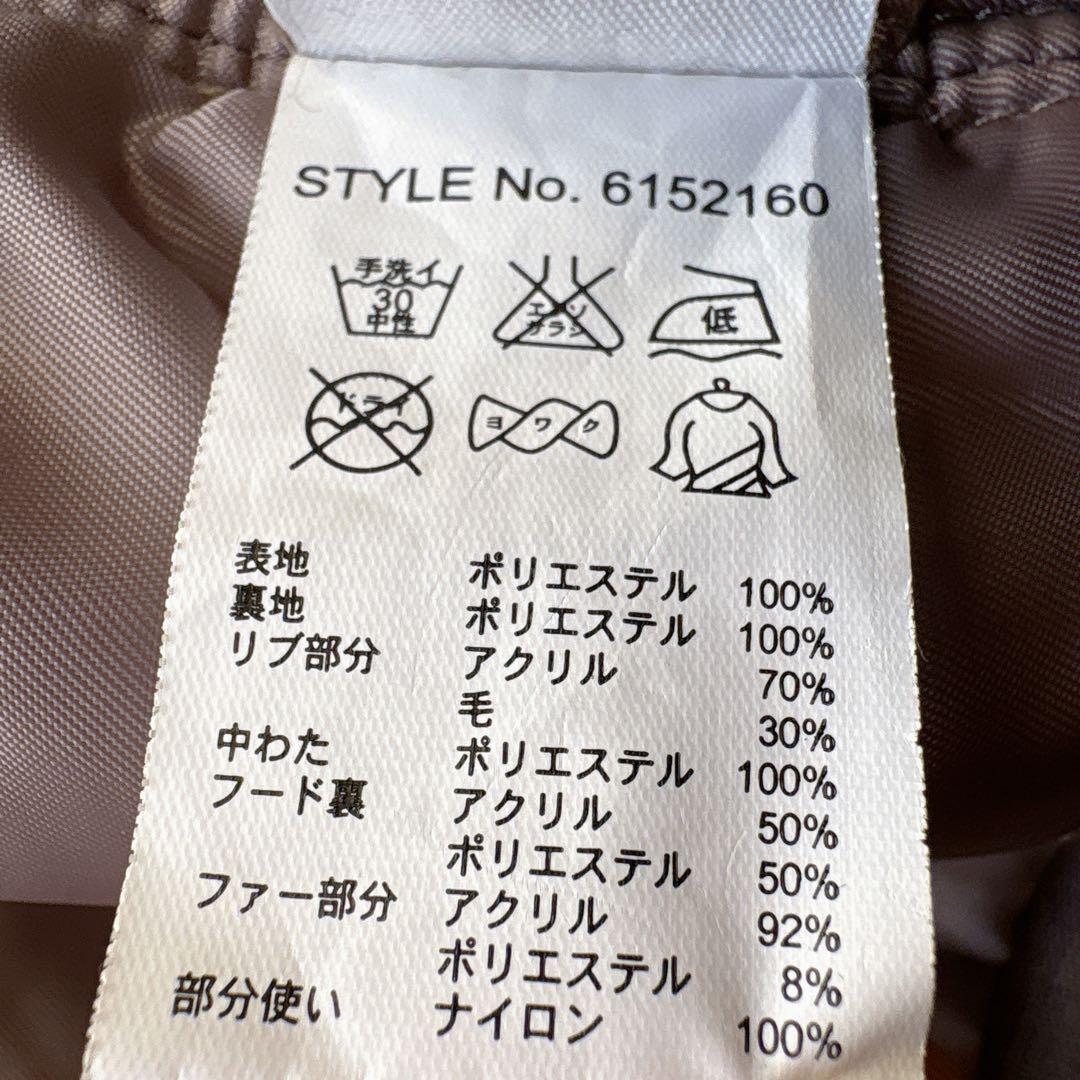 STYLE No. 6152160
手洗イ
30
中性
エンソ
サラシ
低
ドライ
ヨワク
表地 ポリエステル 100%
裏地 ポリエステル 100%
リブ部分 アクリル 70%
毛 30%
中わた ポリエステル 100%
フード裏 アクリル 50%
ポリエステル 50%
ファー部分 アクリル 92%
ポリエステル 8%
部分使い ナイロン 100%